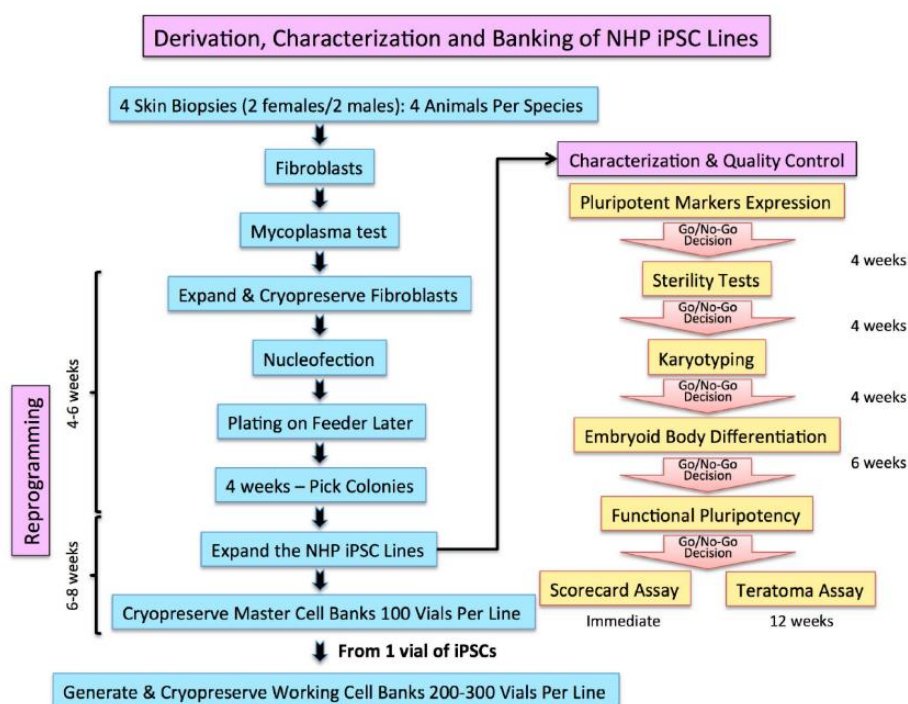 Derivation, Characterization and Banking of NHP iPSC Lines
4 Skin Biopsies (2 females/2 males): 4 Animals Per Species
Fibroblasts
Mycoplasma test
Expand & Cryopreserve Fibroblasts
Nucleofection
Plating on Feeder Later
4 weeks – Pick Colonies
Expand the NHP iPSC Lines
Cryopreserve Master Cell Banks 100 Vials Per Line
From 1 vial of iPSCs
Generate & Cryopreserve Working Cell Banks 200-300 Vials Per Line
Reprogramming
4-6 weeks
6-8 weeks
Characterization & Quality Control
Pluripotent Markers Expression
Go/No-Go
Decision
4 weeks
Sterility Tests
Go/No-Go
Decision
4 weeks
Karyotyping
Go/No-Go
Decision
4 weeks
Embryoid Body Differentiation
Go/No-Go
Decision
6 weeks
Functional Pluripotency
Go/No-Go
Decision
Scorecard Assay
Immediate
Teratoma Assay
12 weeks